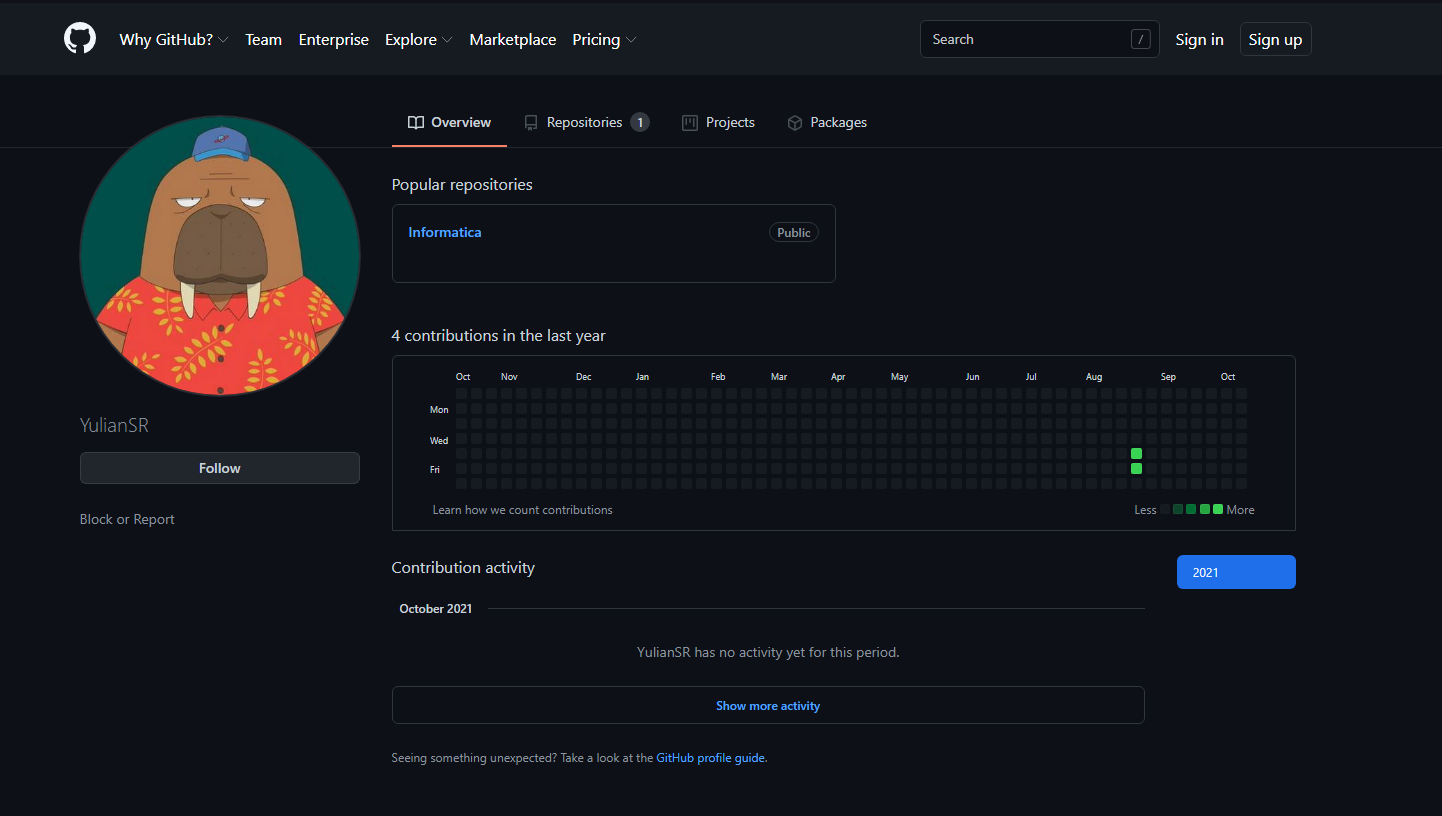 Why GitHub? Team Enterprise Explore Marketplace Pricing Search / Sign in Sign up
Overview Repositories 1 Projects Packages
Popular repositories
Informatica Public
4 contributions in the last year
Oct Nov Dec Jan Feb Mar Apr May Jun Jul Aug Sep Oct
Mon
Wed
Fri
Learn how we count contributions Less More
YulianSR
Follow
Block or Report
Contribution activity 2021
October 2021
YulianSR has no activity yet for this period.
Show more activity
Seeing something unexpected? Take a look at the GitHub profile guide.